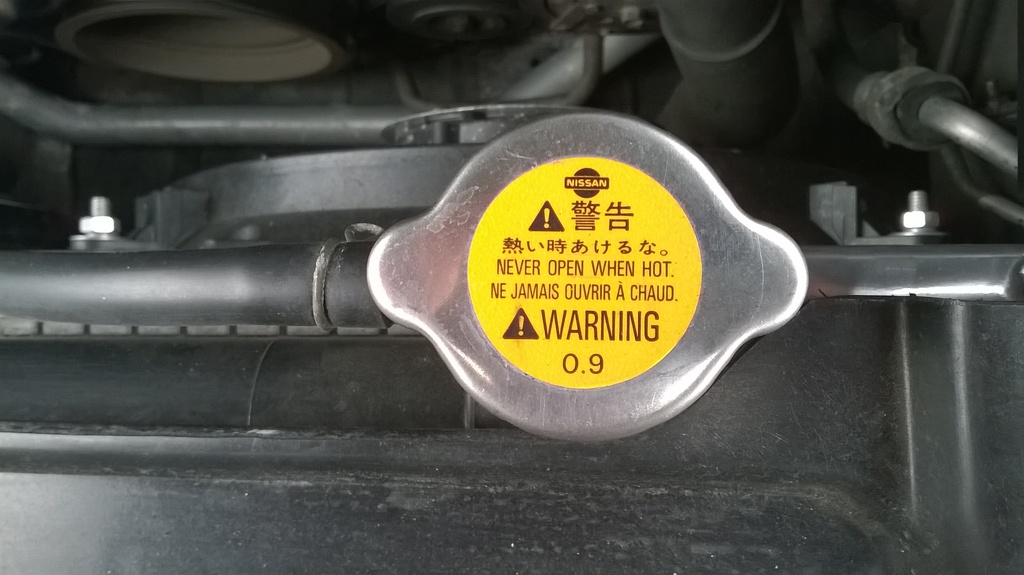 NISSAN
警告
熱い時あけるな。
NEVER OPEN WHEN HOT.
NE JAMAIS OUVRIR À CHAUD.
WARNING
0.9